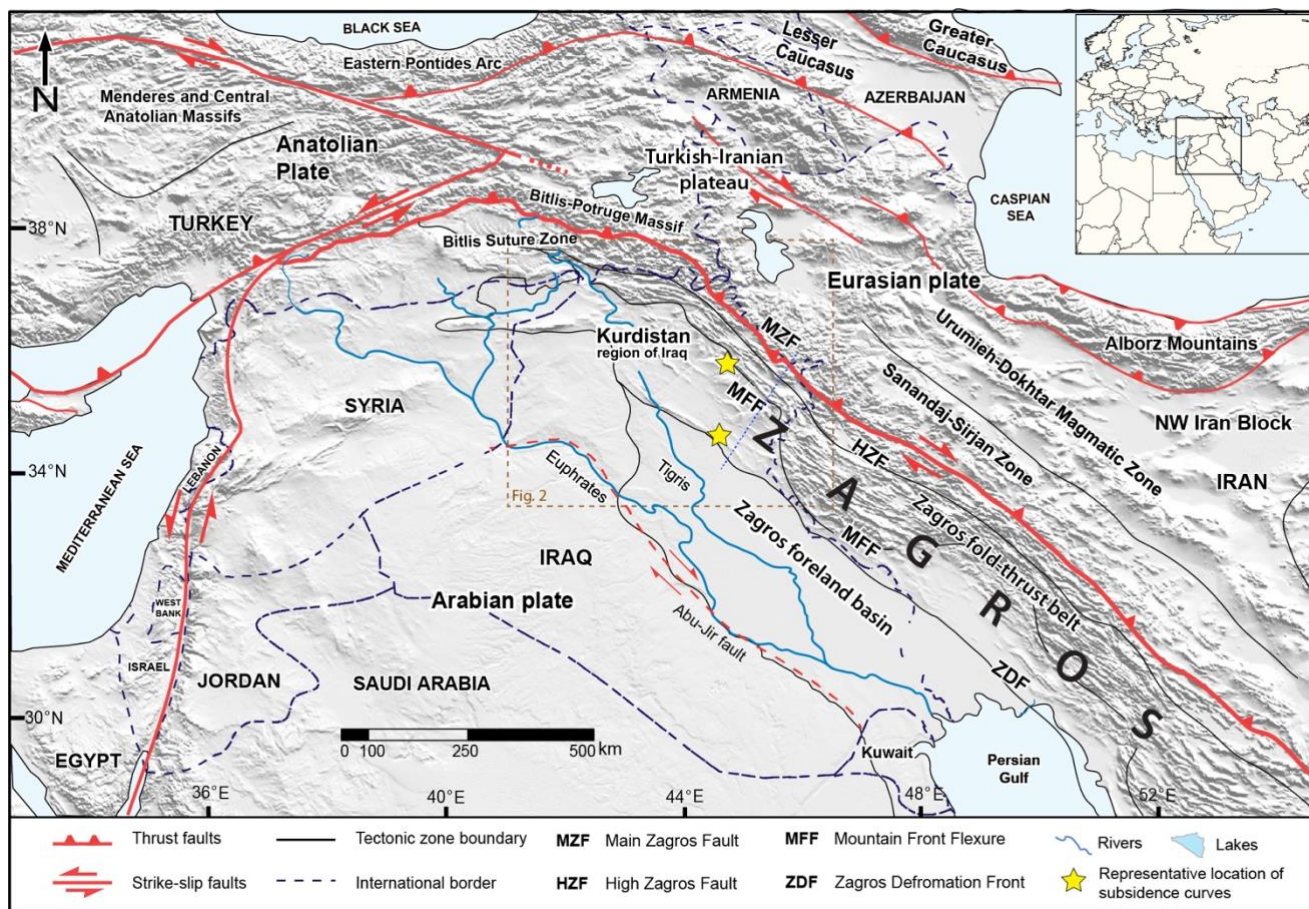 BLACK SEA
Eastern Pontides Arc
Lesser
Caucasus
Greater
Caucasus
N
Menderes and Central
Anatolian Massifs
ARMENIA
AZERBAIJAN
Anatolian
Plate
Turkish-Iranian
plateau
CASPIAN
SEA
TURKEY
Bitlis-Potruge Massif
Bitlis Suture Zone
38°N
Eurasian plate
MZF
Kurdistan
region of Iraq
Urumieh-Dokhtar Magmatic Zone
Alborz Mountains
Sanandaj-Sirjan Zone
SYRIA
MFF
NW Iran Block
MEDITERRANEAN SEA
LEBANON
34°N
Euphrates
Tigris
HZF
IRAN
Fig. 2
ZAGROS
Zagros fold-thrust belt
Zagros foreland basin
MFF
IRAQ
Arabian plate
Abu-Jir fault
WEST
BANK
ISRAEL
JORDAN
SAUDI ARABIA
ZDF
30°N
0 100 250 500 km
EGYPT
Kuwait
Persian
Gulf
36°E
40°E
44°E
48°E
52°E
Thrust faults
Tectonic zone boundary
MZF Main Zagros Fault
MFF Mountain Front Flexure
Rivers
Lakes
Strike-slip faults
International border
HZF High Zagros Fault
ZDF Zagros Defromation Front
Representative location of
subsidence curves